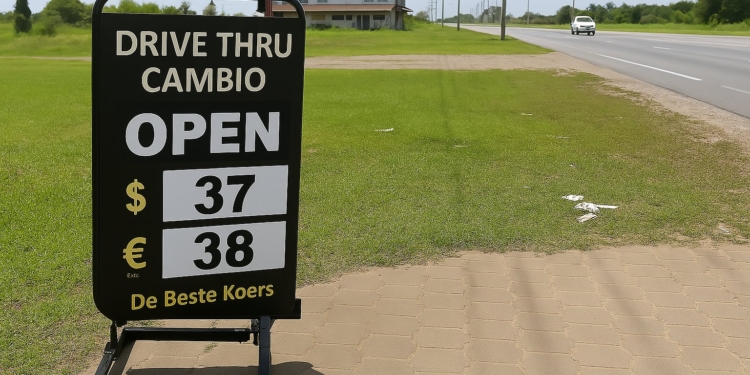 DRIVE THRU
CAMBIO
OPEN
$ 37
€ 38
De Beste Koers